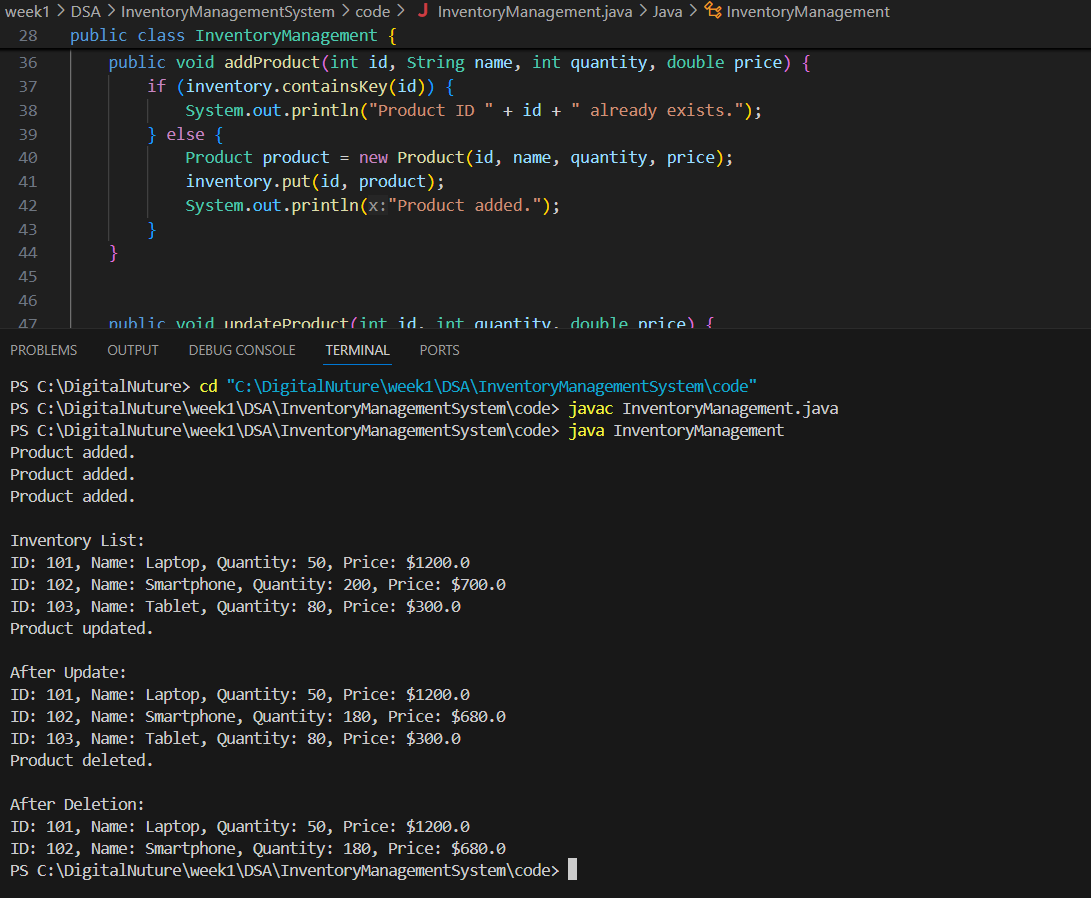 week1 > DSA > InventoryManagementSystem > code > J InventoryManagement.java > Java > InventoryManagement
28 public class InventoryManagement {
36 public void addProduct(int id, String name, int quantity, double price) {
37 if (inventory.containsKey(id)) {
38 System.out.println("Product ID " + id + " already exists.");
39 } else {
40 Product product = new Product(id, name, quantity, price);
41 inventory.put(id, product);
42 System.out.println(x:"Product added.");
43 }
44 }
45
46
47 public void updateProduct(int id, int quantity, double price) {
PROBLEMS OUTPUT DEBUG CONSOLE TERMINAL PORTS
PS C:\DigitalNuture> cd "C:\DigitalNuture\week1\DSA\InventoryManagementSystem\code"
PS C:\DigitalNuture\week1\DSA\InventoryManagementSystem\code> javac InventoryManagement.java
PS C:\DigitalNuture\week1\DSA\InventoryManagementSystem\code> java InventoryManagement
Product added.
Product added.
Product added.
Inventory List:
ID: 101, Name: Laptop, Quantity: 50, Price: $1200.0
ID: 102, Name: Smartphone, Quantity: 200, Price: $700.0
ID: 103, Name: Tablet, Quantity: 80, Price: $300.0
Product updated.
After Update:
ID: 101, Name: Laptop, Quantity: 50, Price: $1200.0
ID: 102, Name: Smartphone, Quantity: 180, Price: $680.0
ID: 103, Name: Tablet, Quantity: 80, Price: $300.0
Product deleted.
After Deletion:
ID: 101, Name: Laptop, Quantity: 50, Price: $1200.0
ID: 102, Name: Smartphone, Quantity: 180, Price: $680.0
PS C:\DigitalNuture\week1\DSA\InventoryManagementSystem\code>